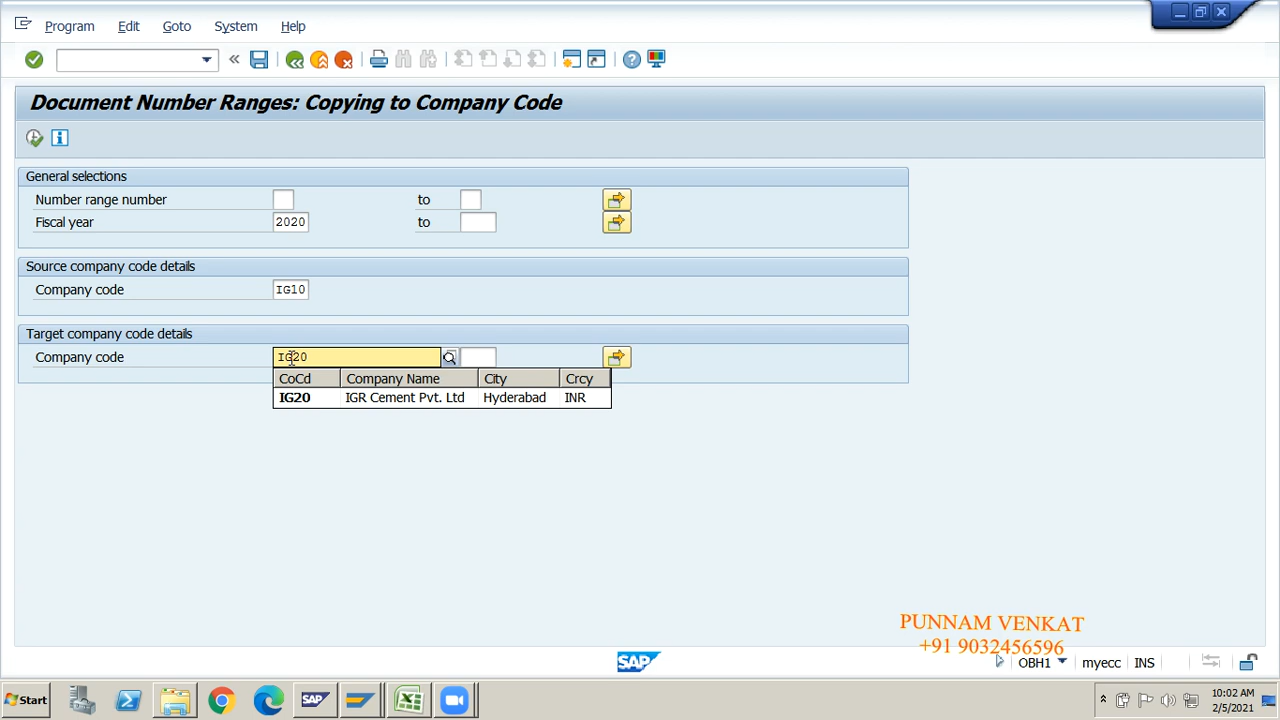 Program Edit Goto System Help
Document Number Ranges: Copying to Company Code
General selections
Number range number to
Fiscal year 2020 to
Source company code details
Company code IG10
Target company code details
Company code IG20
CoCd Company Name City Crcy
IG20 IGR Cement Pvt. Ltd Hyderabad INR
PUNNAM VENKAT
+91 9032456596
SAP OBH1 myecc INS
Start SAP 10:02 AM
2/5/2021